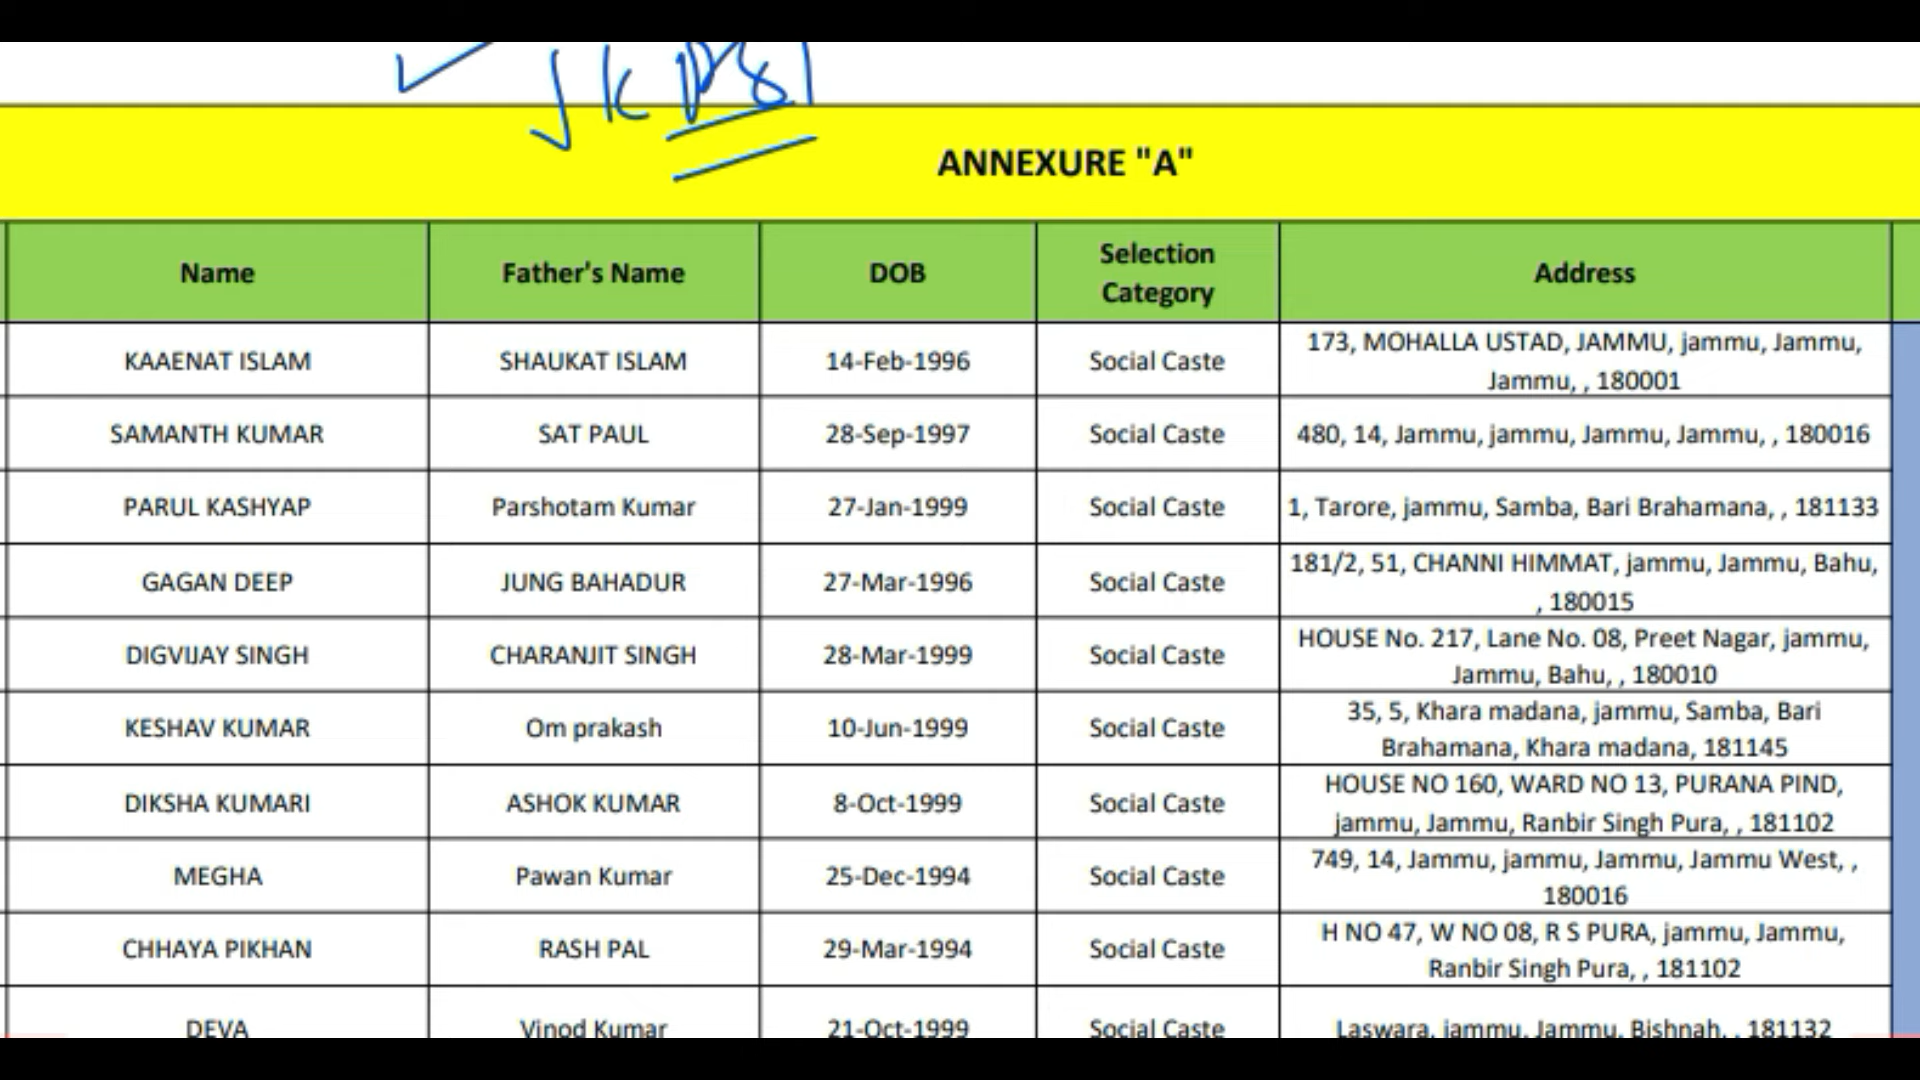 JKPSI
ANNEXURE "A"
Name Father's Name DOB Selection Category Address
KAAENAT ISLAM SHAUKAT ISLAM 14-Feb-1996 Social Caste 173, MOHALLA USTAD, JAMMU, jammu, Jammu,
Jammu, , 180001
SAMANTH KUMAR SAT PAUL 28-Sep-1997 Social Caste 480, 14, Jammu, jammu, Jammu, Jammu, , 180016
PARUL KASHYAP Parshotam Kumar 27-Jan-1999 Social Caste 1, Tarore, jammu, Samba, Bari Brahamana, , 181133
GAGAN DEEP JUNG BAHADUR 27-Mar-1996 Social Caste 181/2, 51, CHANNI HIMMAT, jammu, Jammu, Bahu,
, 180015
DIGVIJAY SINGH CHARANJIT SINGH 28-Mar-1999 Social Caste HOUSE No. 217, Lane No. 08, Preet Nagar, jammu,
Jammu, Bahu, , 180010
KESHAV KUMAR Om prakash 10-Jun-1999 Social Caste 35, 5, Khara madana, jammu, Samba, Bari
Brahamana, Khara madana, 181145
DIKSHA KUMARI ASHOK KUMAR 8-Oct-1999 Social Caste HOUSE NO 160, WARD NO 13, PURANA PIND,
jammu, Jammu, Ranbir Singh Pura, , 181102
MEGHA Pawan Kumar 25-Dec-1994 Social Caste 749, 14, Jammu, jammu, Jammu, Jammu West, ,
180016
CHHAYA PIKHAN RASH PAL 29-Mar-1994 Social Caste H NO 47, W NO 08, R S PURA, jammu, Jammu,
Ranbir Singh Pura, , 181102
DEVA Vinod Kumar 21-Oct-1999 Social Caste Laswara, jammu, Jammu, Bishnah, , 181132